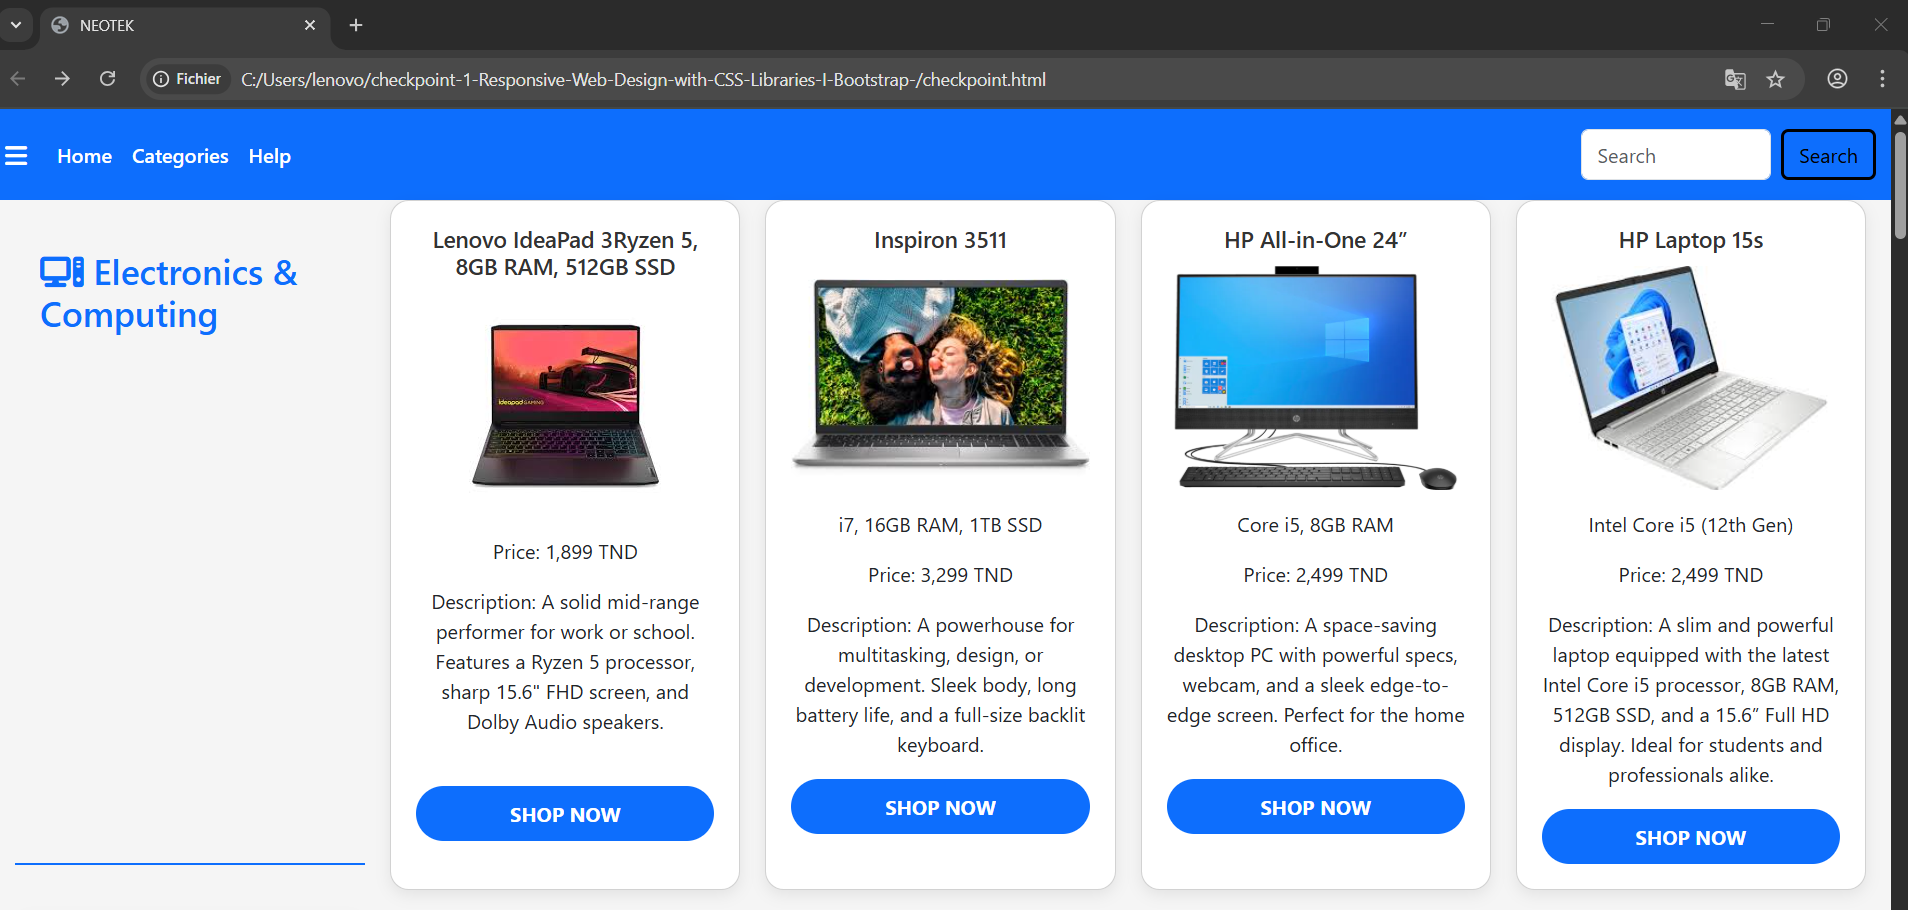 NEOTEK
Fichier
C:/Users/lenovo/checkpoint-1-Responsive-Web-Design-with-CSS-Libraries-I-Bootstrap-/checkpoint.html
Home
Categories
Help
Search
Search
Electronics &
Computing
Lenovo IdeaPad 3Ryzen 5,
8GB RAM, 512GB SSD
ideapad GAMING
Price: 1,899 TND
Description: A solid mid-range
performer for work or school.
Features a Ryzen 5 processor,
sharp 15.6" FHD screen, and
Dolby Audio speakers.
SHOP NOW
Inspiron 3511
i7, 16GB RAM, 1TB SSD
Price: 3,299 TND
Description: A powerhouse for
multitasking, design, or
development. Sleek body, long
battery life, and a full-size backlit
keyboard.
SHOP NOW
HP All-in-One 24”
Core i5, 8GB RAM
Price: 2,499 TND
Description: A space-saving
desktop PC with powerful specs,
webcam, and a sleek edge-to-
edge screen. Perfect for the home
office.
SHOP NOW
HP Laptop 15s
Intel Core i5 (12th Gen)
Price: 2,499 TND
Description: A slim and powerful
laptop equipped with the latest
Intel Core i5 processor, 8GB RAM,
512GB SSD, and a 15.6” Full HD
display. Ideal for students and
professionals alike.
SHOP NOW